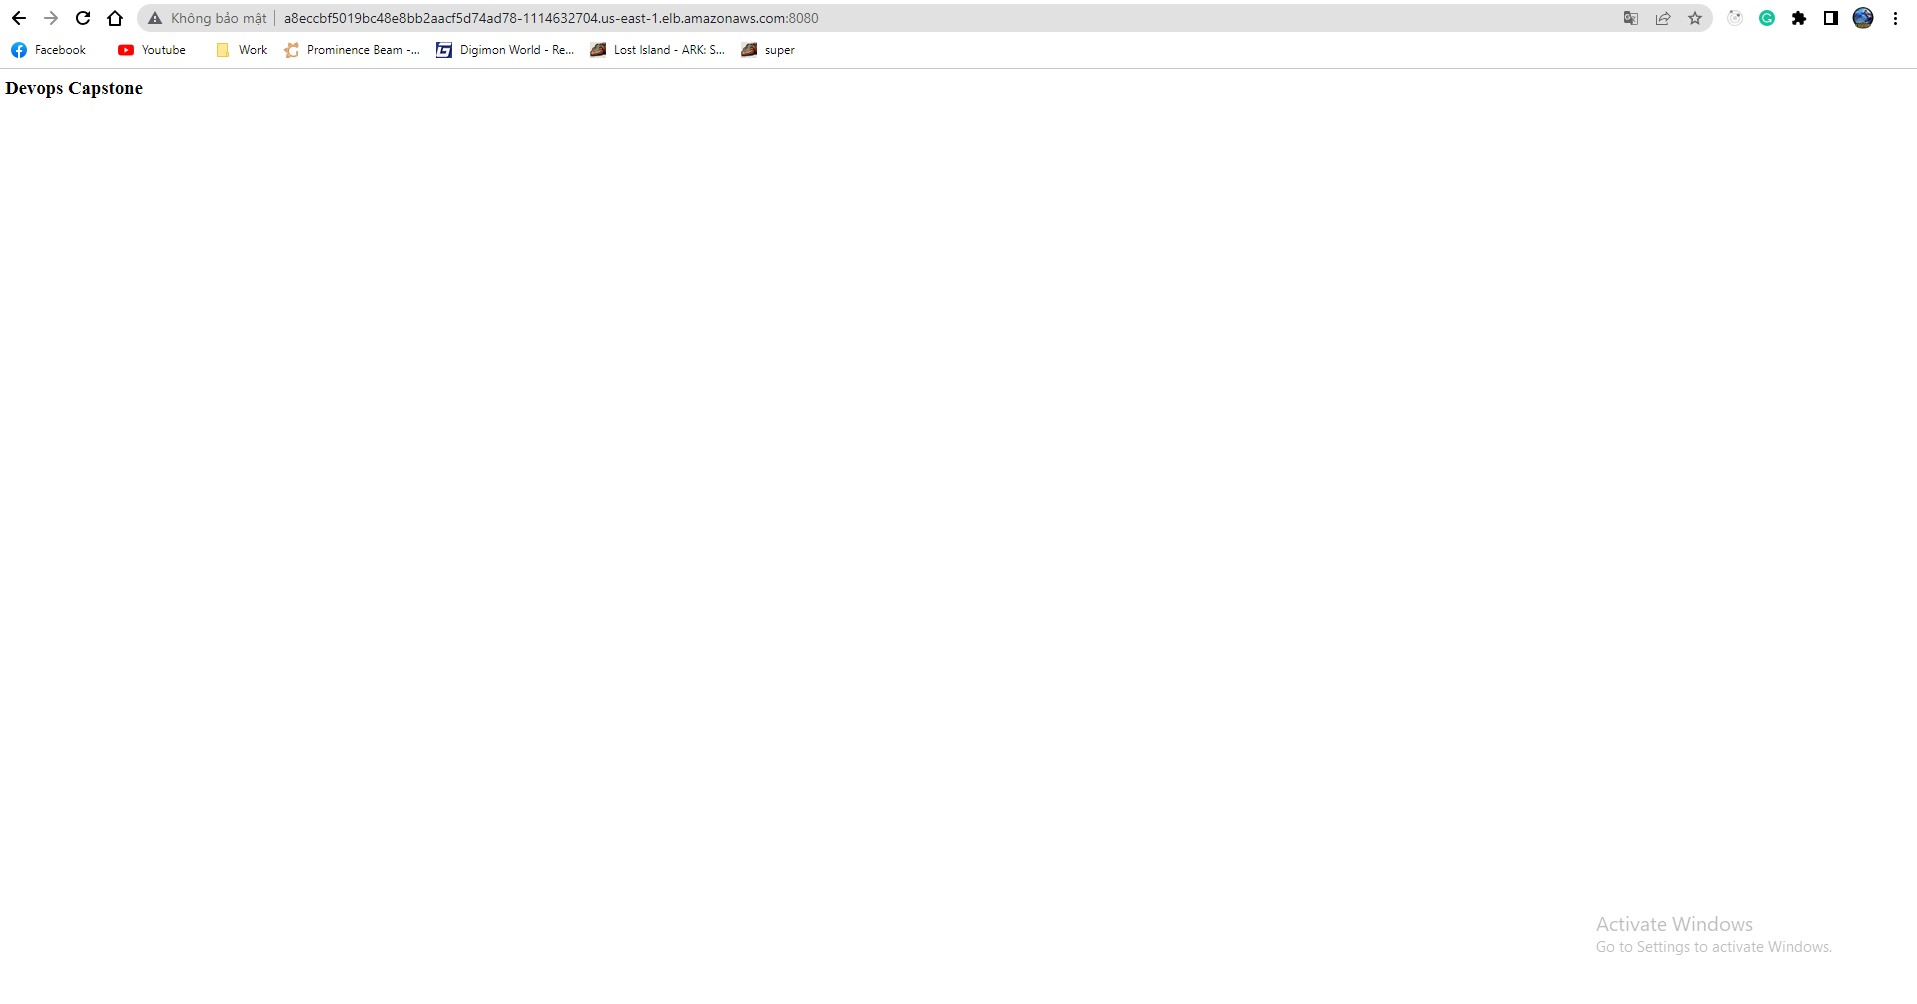 Không bảo mật a8eccbf5019bc48e8bb2aacf5d74ad78-1114632704.us-east-1.elb.amazonaws.com:8080
Facebook Youtube Work Prominence Beam -... Digimon World - Re... Lost Island - ARK: S... super
Devops Capstone
Activate Windows
Go to Settings to activate Windows.